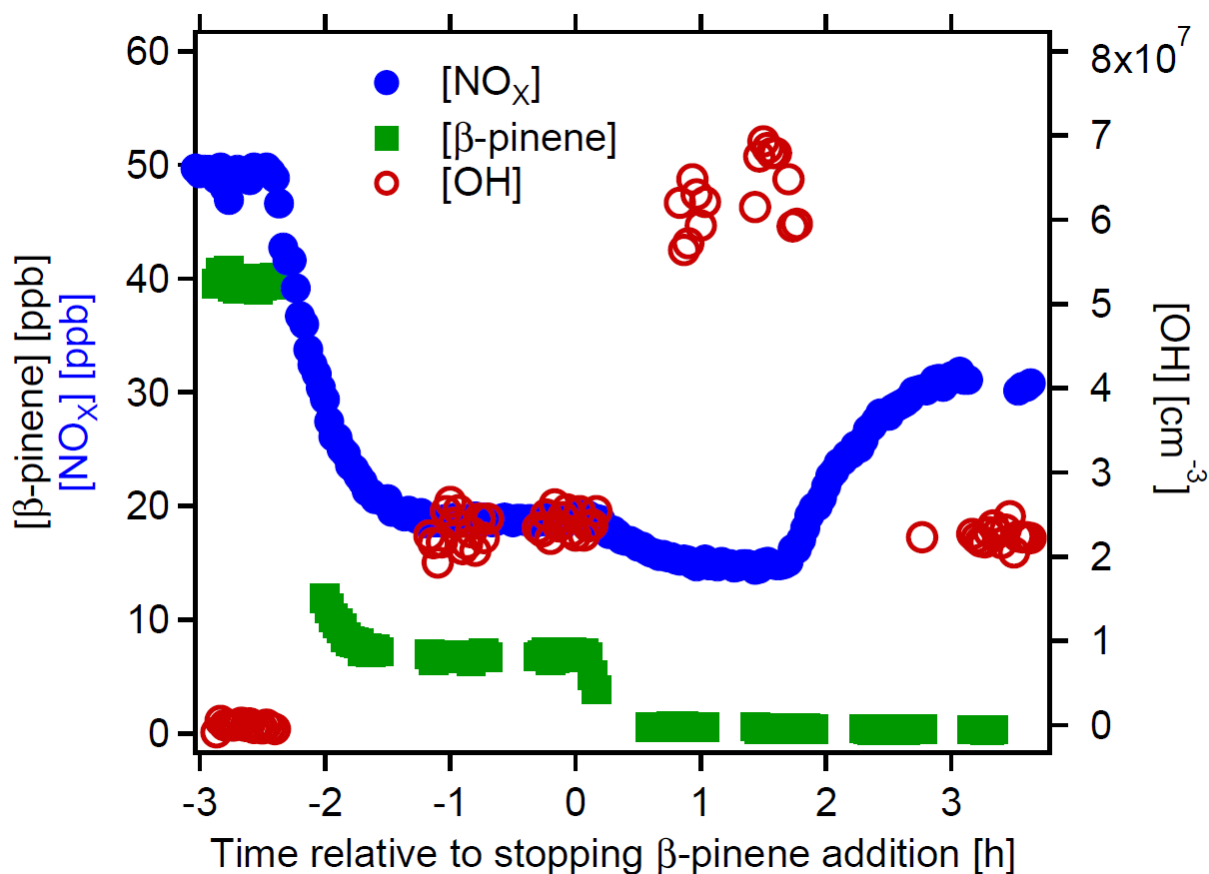 60
50
40
30
20
10
0
[β-pinene] [ppb]
[NOX] [ppb]
[NOX]
[β-pinene]
[OH]
8x10^7
7
6
5
4
3
2
1
0
[OH] [cm^-3]
-3 -2 -1 0 1 2 3
Time relative to stopping β-pinene addition [h]